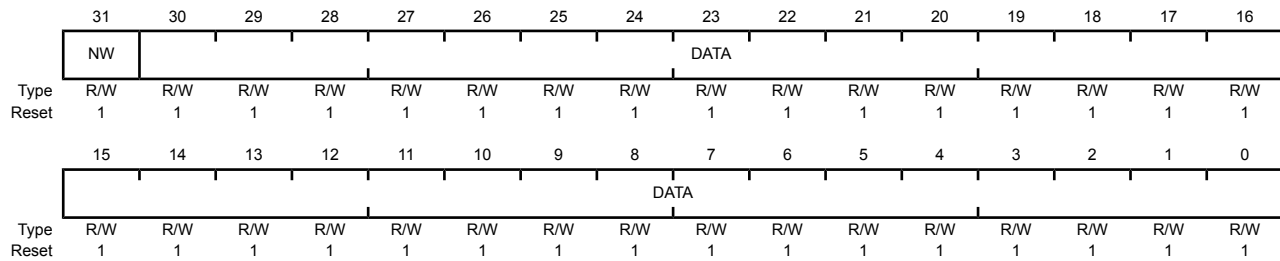 31 30 29 28 27 26 25 24 23 22 21 20 19 18 17 16
NW DATA
Type R/W R/W R/W R/W R/W R/W R/W R/W R/W R/W R/W R/W R/W R/W R/W R/W
Reset 1 1 1 1 1 1 1 1 1 1 1 1 1 1 1 1
15 14 13 12 11 10 9 8 7 6 5 4 3 2 1 0
DATA
Type R/W R/W R/W R/W R/W R/W R/W R/W R/W R/W R/W R/W R/W R/W R/W R/W
Reset 1 1 1 1 1 1 1 1 1 1 1 1 1 1 1 1